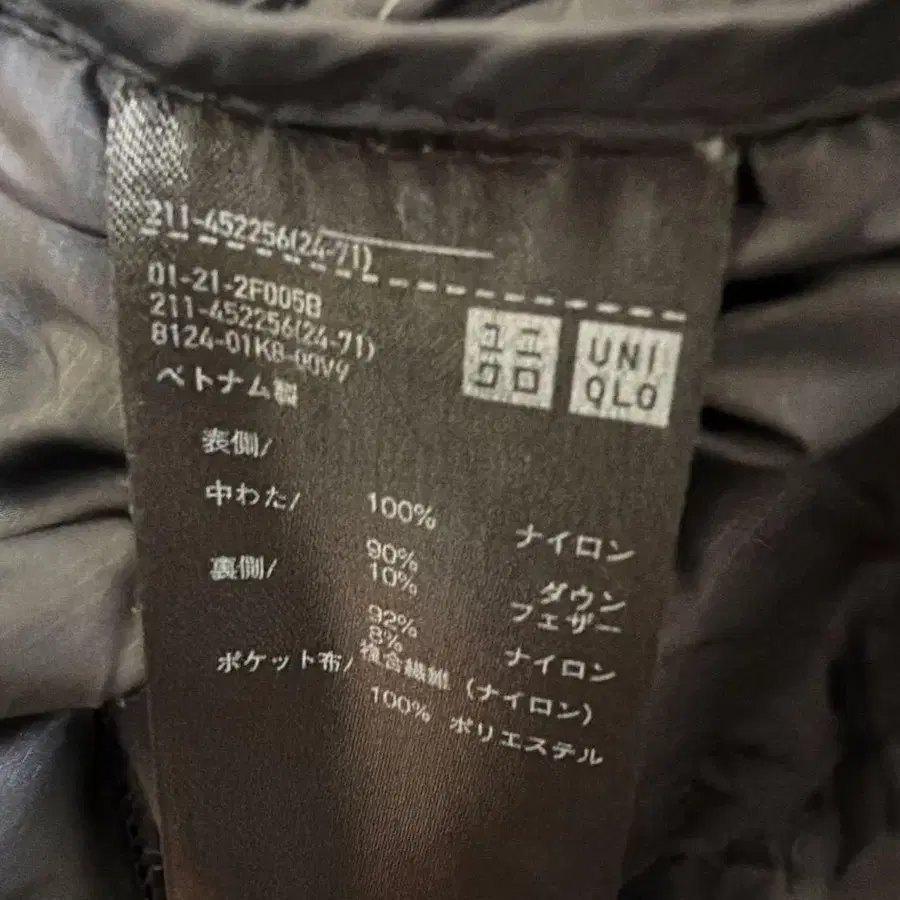 211-452256(24-71)
01-21-2F005B
211-452256(24-71)
8124-01K8-00V9
ベトナム製
ユニ
クロ
UNI
QLO
表側/
100% ナイロン
中わた/
90% ダウン
10% フェザー
裏側/
92% ナイロン
8% 複合繊維 (ナイロン)
ポケット布/
100% ポリエステル